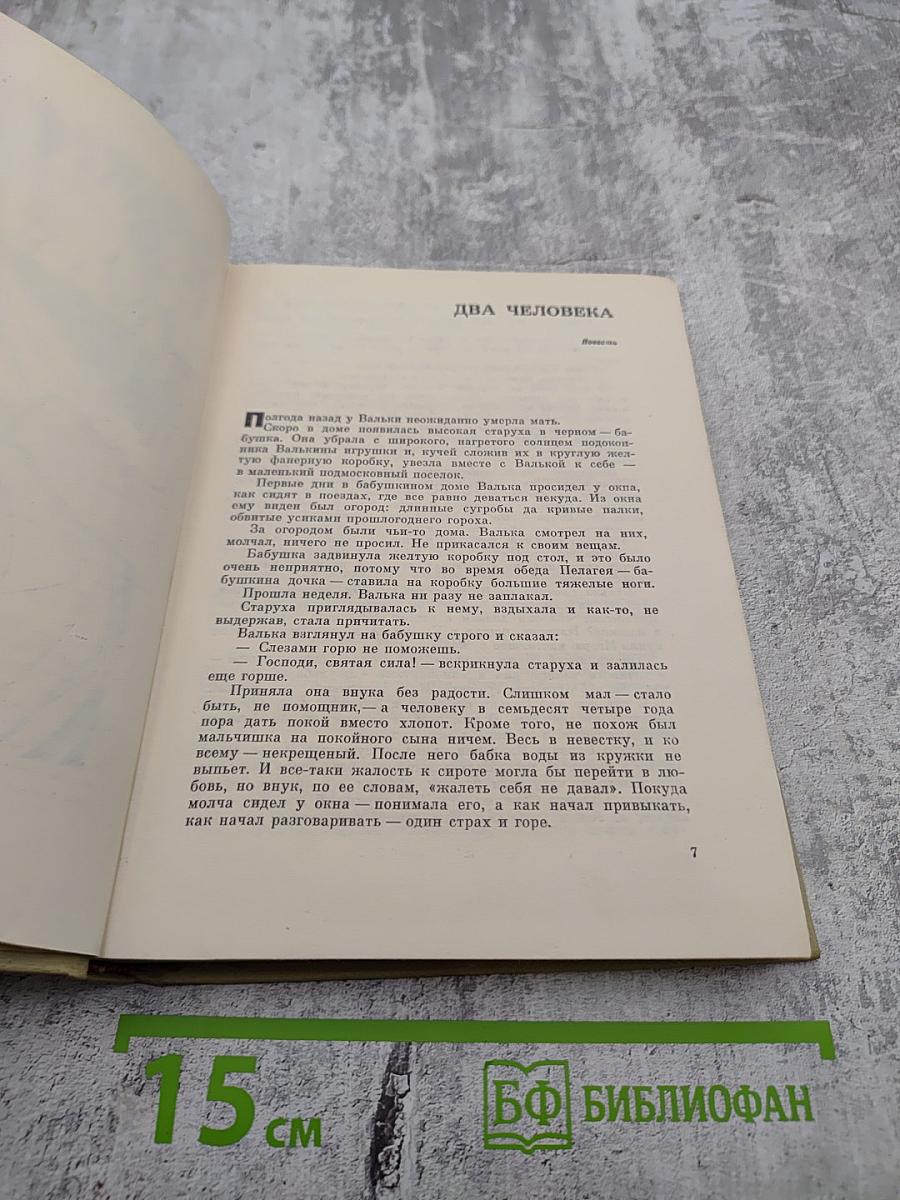 ДВА ЧЕЛОВЕКА
Повесть
Полгода назад у Вальки неожиданно умерла мать.
Скоро в доме появилась высокая старуха в черном — ба-
бушка. Она убрала с широкого, нагретого солнцем подокон-
ника Валькины игрушки и, кучей сложив их в круглую жел-
тую фанерную коробку, увезла вместе с Валькой к себе —
в маленький подмосковный поселок.
Первые дни в бабушкином доме Валька просидел у окна,
как сидят в поездах, где все равно деваться некуда. Из окна
ему виден был огород: длинные сугробы да кривые палки,
обвитые усиками прошлогоднего гороха.
За огородом были чьи-то дома. Валька смотрел на них,
молчал, ничего не просил. Не прикасался к своим вещам.
Бабушка задвинула желтую коробку под стол, и это было
очень неприятно, потому что во время обеда Пелагея — ба-
бушкина дочка — ставила на коробку большие тяжелые ноги.
Прошла неделя. Валька ни разу не заплакал.
Старуха приглядывалась к нему, вздыхала и как-то, не
выдержав, стала причитать.
Валька взглянул на бабушку строго и сказал:
— Слезами горю не поможешь.
— Господи, святая сила! — вскрикнула старуха и залилась
еще горше.
Приняла она внука без радости. Слишком мал — стало
быть, не помощник,— а человеку в семьдесят четыре года
пора дать покой вместо хлопот. Кроме того, не похож был
мальчишка на покойного сына ничем. Весь в невестку, и ко
всему — некрещеный. После него бабка воды из кружки не
выпьет. И все-таки жалость к сироте могла бы перейти в лю-
бовь, но внук, по ее словам, «жалеть себя не давал». Покуда
молча сидел у окна — понимала его, а как начал привыкать,
как начал разговаривать — один страх и горе.
7
15 см
БФ БИБЛИОФАН